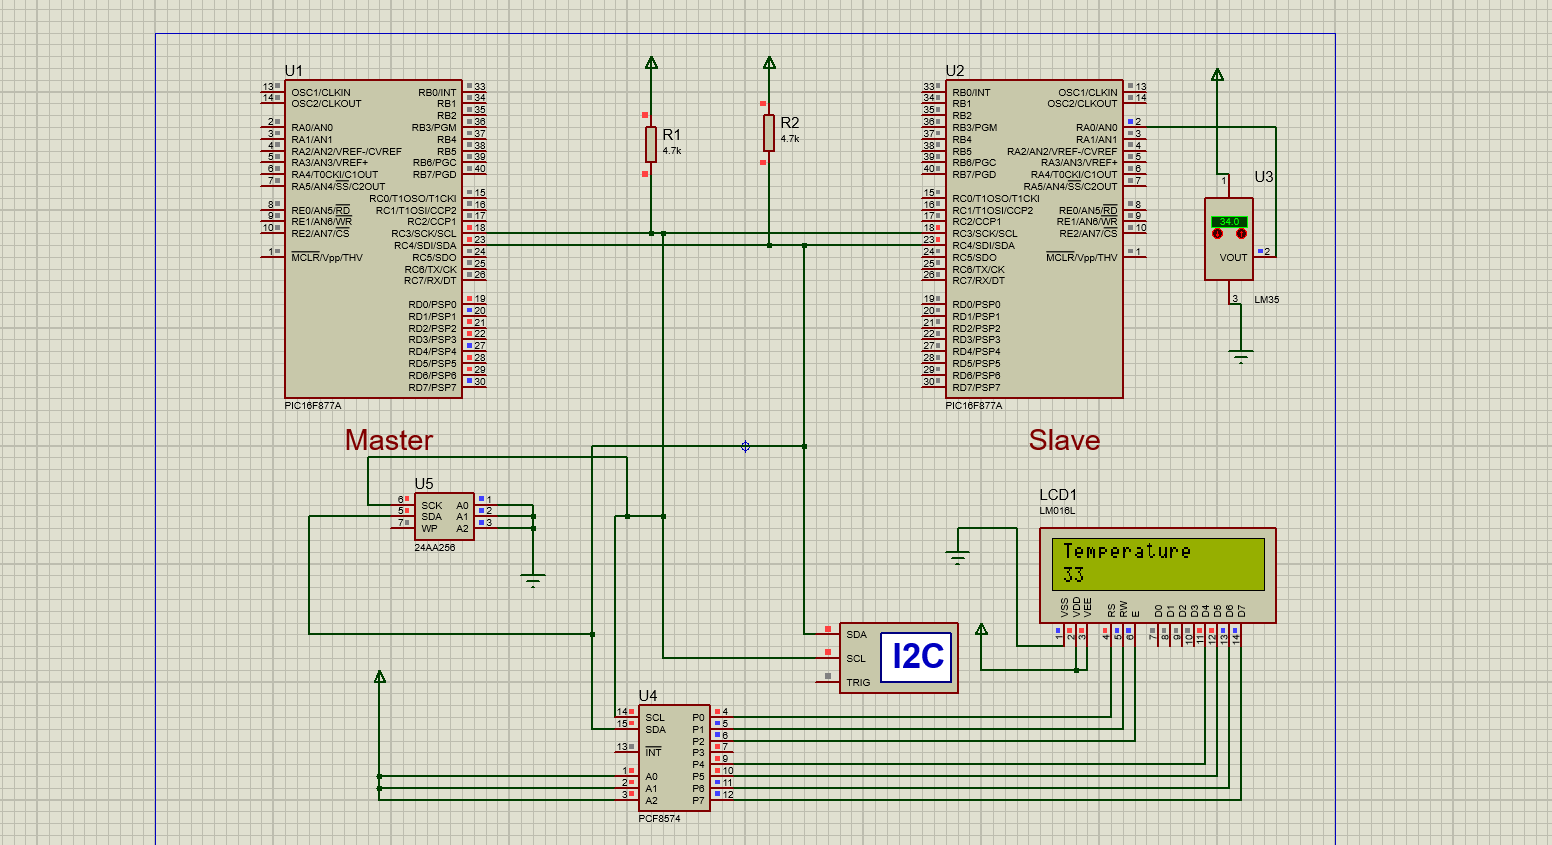 U1
13 OSC1/CLKIN RB0/INT 33
14 OSC2/CLKOUT RB1 34
RB2 35
2 RA0/AN0 RB3/PGM 36
3 RA1/AN1 RB4 37
4 RA2/AN2/VREF-/CVREF RB5 38
5 RA3/AN3/VREF+ RB6/PGC 39
6 RA4/T0CKI/C1OUT RB7/PGD 40
7 RA5/AN4/SS/C2OUT
RC0/T1OSO/T1CKI 15
8 RE0/AN5/RD RC1/T1OSI/CCP2 16
9 RE1/AN6/WR RC2/CCP1 17
10 RE2/AN7/CS RC3/SCK/SCL 18
RC4/SDI/SDA 23
1 MCLR/Vpp/THV RC5/SDO 24
RC6/TX/CK 25
RC7/RX/DT 26
RD0/PSP0 19
RD1/PSP1 20
RD2/PSP2 21
RD3/PSP3 22
RD4/PSP4 27
RD5/PSP5 28
RD6/PSP6 29
RD7/PSP7 30
PIC16F877A
Master
R1
4.7k
R2
4.7k
U2
33 RB0/INT OSC1/CLKIN 13
34 RB1 OSC2/CLKOUT 14
35 RB2
36 RB3/PGM RA0/AN0 2
37 RB4 RA1/AN1 3
38 RB5 RA2/AN2/VREF-/CVREF 4
39 RB6/PGC RA3/AN3/VREF+ 5
40 RB7/PGD RA4/T0CKI/C1OUT 6
RA5/AN4/SS/C2OUT 7
15 RC0/T1OSO/T1CKI
16 RC1/T1OSI/CCP2 RE0/AN5/RD 8
17 RC2/CCP1 RE1/AN6/WR 9
18 RC3/SCK/SCL RE2/AN7/CS 10
23 RC4/SDI/SDA
24 RC5/SDO MCLR/Vpp/THV 1
25 RC6/TX/CK
26 RC7/RX/DT
19 RD0/PSP0
20 RD1/PSP1
21 RD2/PSP2
22 RD3/PSP3
27 RD4/PSP4
28 RD5/PSP5
29 RD6/PSP6
30 RD7/PSP7
PIC16F877A
Slave
U3
1
34.0
VOUT 2
3
LM35
U5
6 SCK A0 1
5 SDA A1 2
7 WP A2 3
24AA256
LCD1
LM016L
Temperature
33
VSS VDD VEE RS RW E D0 D1 D2 D3 D4 D5 D6 D7
1 2 3 4 5 6 7 8 9 10 11 12 13 14
SDA
SCL
TRIG
I2C
U4
14 SCL P0 4
15 SDA P1 5
P2 6
13 INT P3 7
P4 9
1 A0 P5 10
2 A1 P6 11
3 A2 P7 12
PCF8574